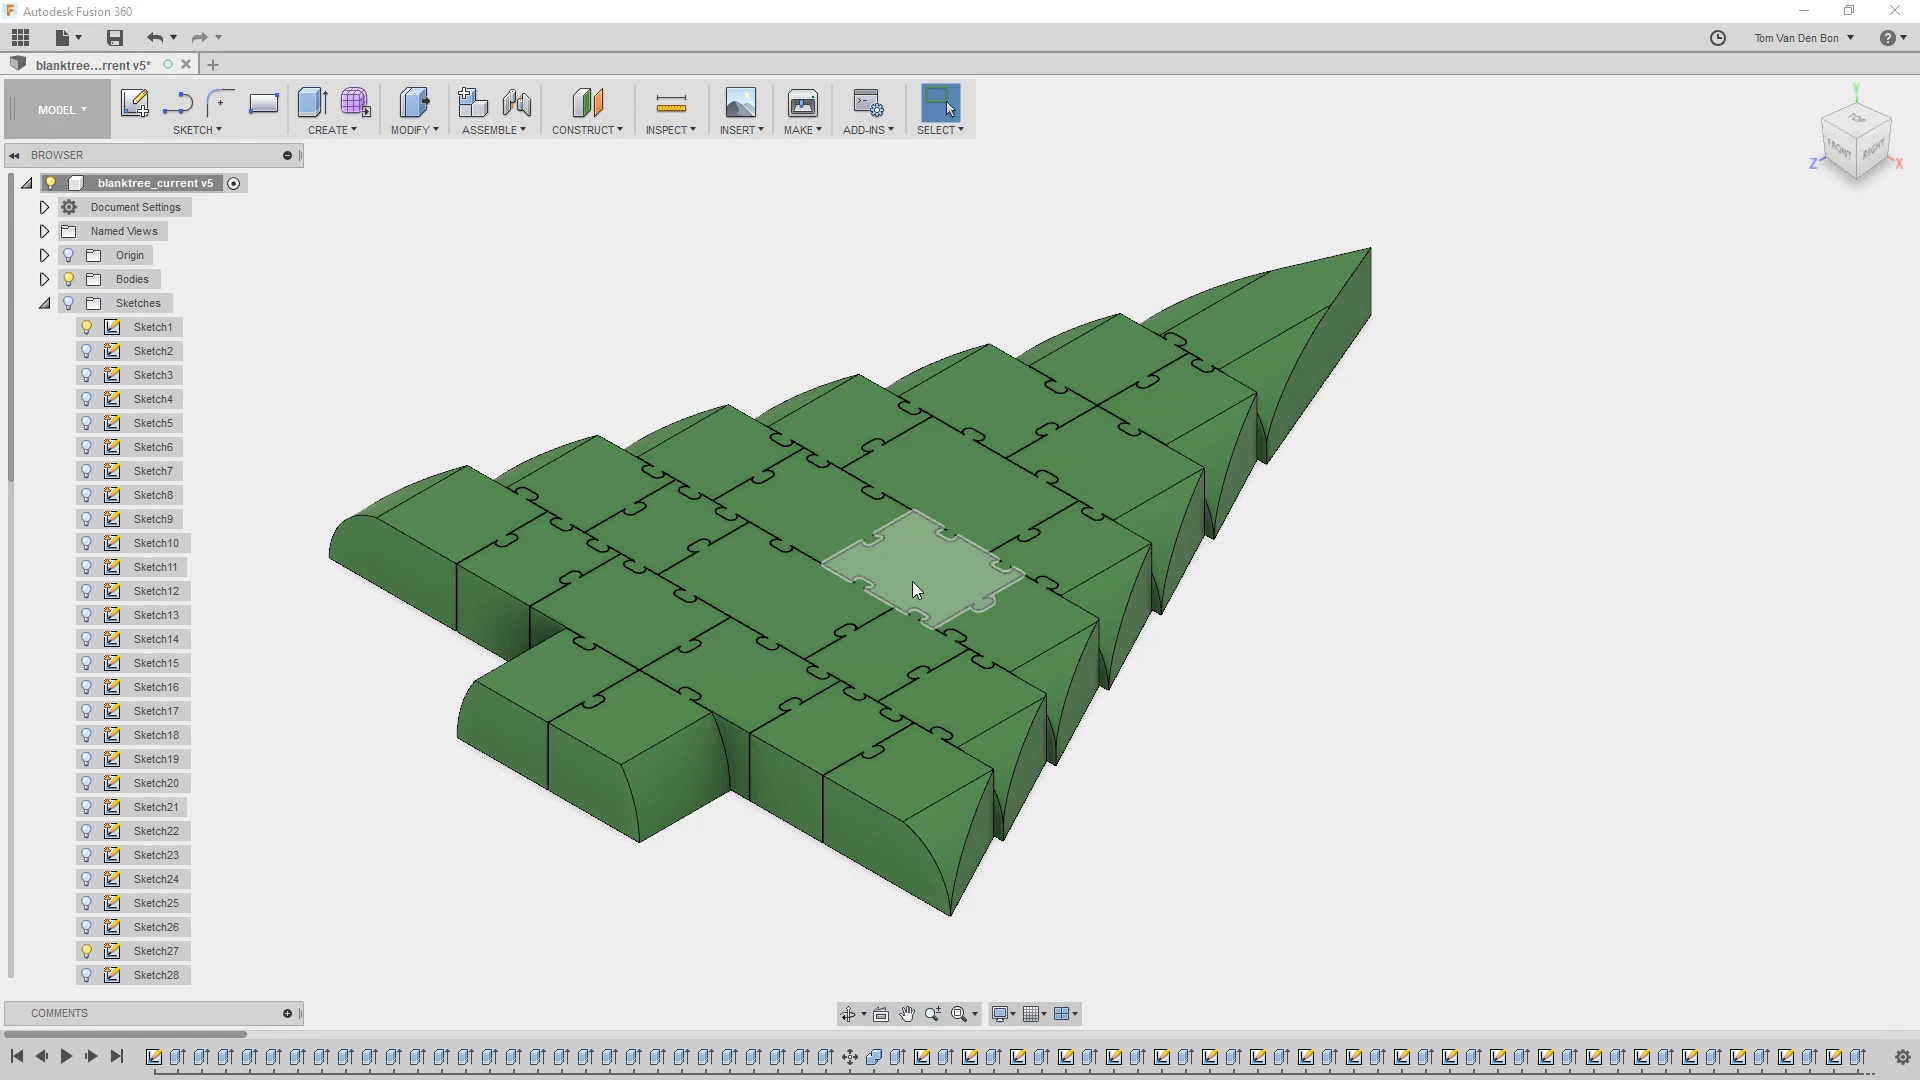 Autodesk Fusion 360
Tom Van Den Bon
blanktree...rrent v5*
MODEL
SKETCH
CREATE
MODIFY
ASSEMBLE
CONSTRUCT
INSPECT
INSERT
MAKE
ADD-INS
SELECT
Y
TOP
FRONT
RIGHT
Z
X
BROWSER
blanktree_current v5
Document Settings
Named Views
Origin
Bodies
Sketches
Sketch1
Sketch2
Sketch3
Sketch4
Sketch5
Sketch6
Sketch7
Sketch8
Sketch9
Sketch10
Sketch11
Sketch12
Sketch13
Sketch14
Sketch15
Sketch16
Sketch17
Sketch18
Sketch19
Sketch20
Sketch21
Sketch22
Sketch23
Sketch24
Sketch25
Sketch26
Sketch27
Sketch28
COMMENTS